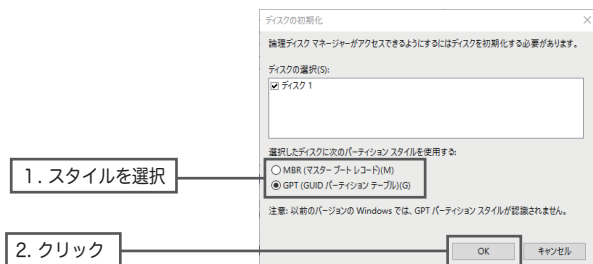 ディスクの初期化
論理ディスク マネージャーがアクセスできるようにするにはディスクを初期化する必要があります。
ディスクの選択(S):
ディスク 1
選択したディスクに次のパーティション スタイルを使用する:
MBR (マスター ブート レコード)(M)
1. スタイルを選択
GPT (GUID パーティション テーブル)(G)
注意: 以前のバージョンの Windows では、GPT パーティション スタイルが認識されません。
2. クリック
OK
キャンセル